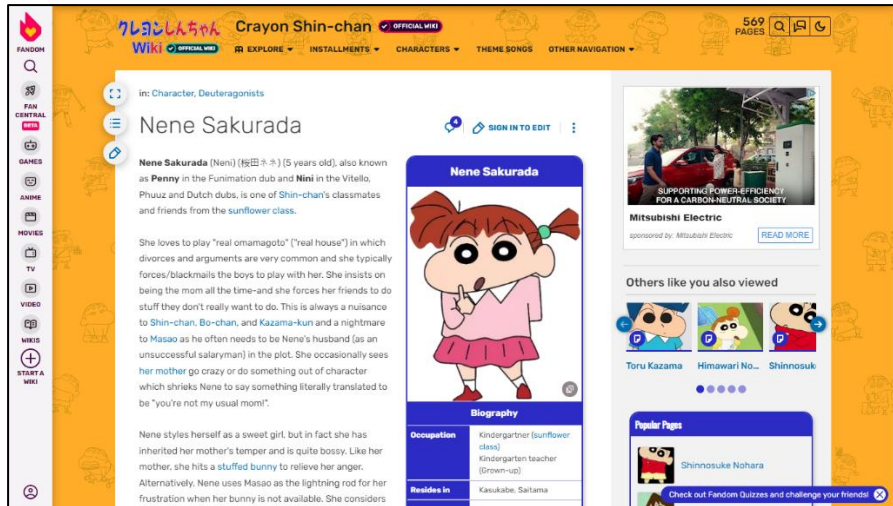 FANDOM
FAN
CENTRAL
BETA
GAMES
ANIME
MOVIES
TV
VIDEO
WIKIS
START A
WIKI
クレヨンしんちゃん
Wiki OFFICIAL WIKI
Crayon Shin-chan OFFICIAL WIKI
EXPLORE
INSTALLMENTS
CHARACTERS
THEME SONGS
OTHER NAVIGATION
569
PAGES
in: Character, Deuteragonists
Nene Sakurada
4
SIGN IN TO EDIT
Nene Sakurada (Neni) (桜田ネネ) (5 years old), also known
as Penny in the Funimation dub and Nini in the Vitello,
Phuuz and Dutch dubs, is one of Shin-chan's classmates
and friends from the sunflower class.
She loves to play "real omamagoto" ("real house") in which
divorces and arguments are very common and she typically
forces/blackmails the boys to play with her. She insists on
being the mom all the time-and she forces her friends to do
stuff they don't really want to do. This is always a nuisance
to Shin-chan, Bo-chan, and Kazama-kun and a nightmare
to Masao as he often needs to be Nene's husband (as an
unsuccessful salaryman) in the plot. She occasionally sees
her mother go crazy or do something out of character
which shrieks Nene to say something literally translated to
be "you're not my usual mom!".
Nene styles herself as a sweet girl, but in fact she has
inherited her mother's temper and is quite bossy. Like her
mother, she hits a stuffed bunny to relieve her anger.
Alternatively, Nene uses Masao as the lightning rod for her
frustration when her bunny is not available. She considers
Nene Sakurada
Biography
Occupation
Kindergartner (sunflower
class)
Kindergarten teacher
(Grown-up)
Resides in
Kasukabe, Saitama
SUPPORTING POWER-EFFICIENCY
FOR A CARBON-NEUTRAL SOCIETY
Mitsubishi Electric
sponsored by: Mitsubishi Electric
READ MORE
Others like you also viewed
Toru Kazama
Himawari No...
Shinnosuk
Popular Pages
Shinnosuke Nohara
Check out Fandom Quizzes and challenge your friends!